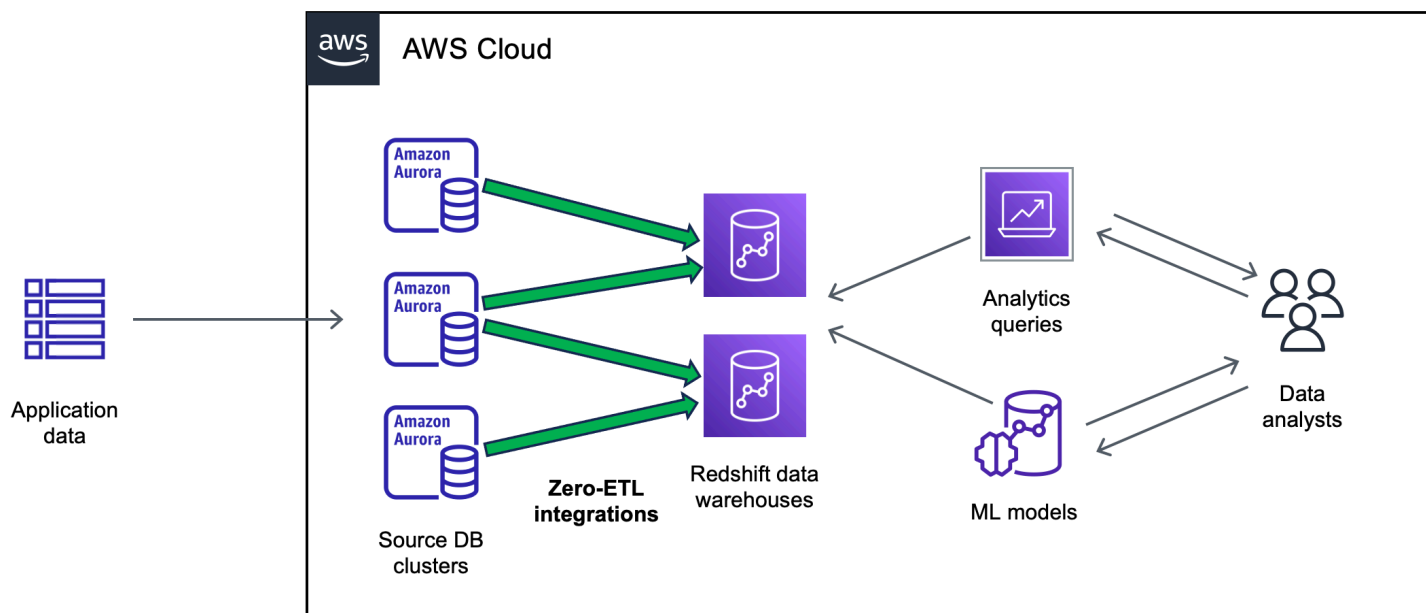 aws
AWS Cloud
Amazon
Aurora
Amazon
Aurora
Amazon
Aurora
Application
data
Source DB
clusters
Zero-ETL
integrations
Redshift data
warehouses
Analytics
queries
ML models
Data
analysts